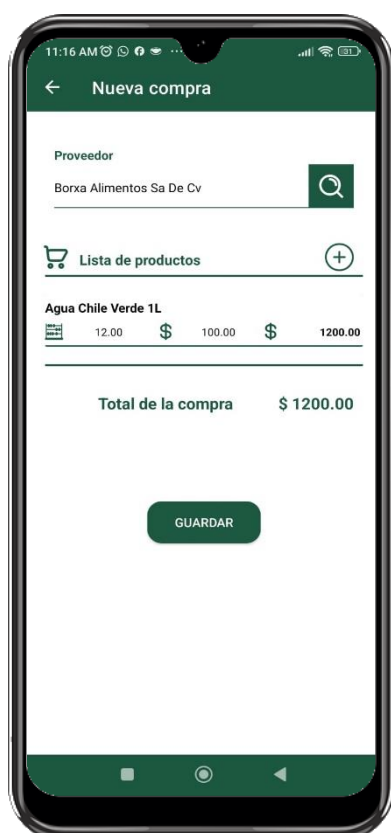 11:16 AM
31
Nueva compra
Proveedor
Borxa Alimentos Sa De Cv
Lista de productos
Agua Chile Verde 1L
12.00 $ 100.00 $ 1200.00
Total de la compra $ 1200.00
GUARDAR